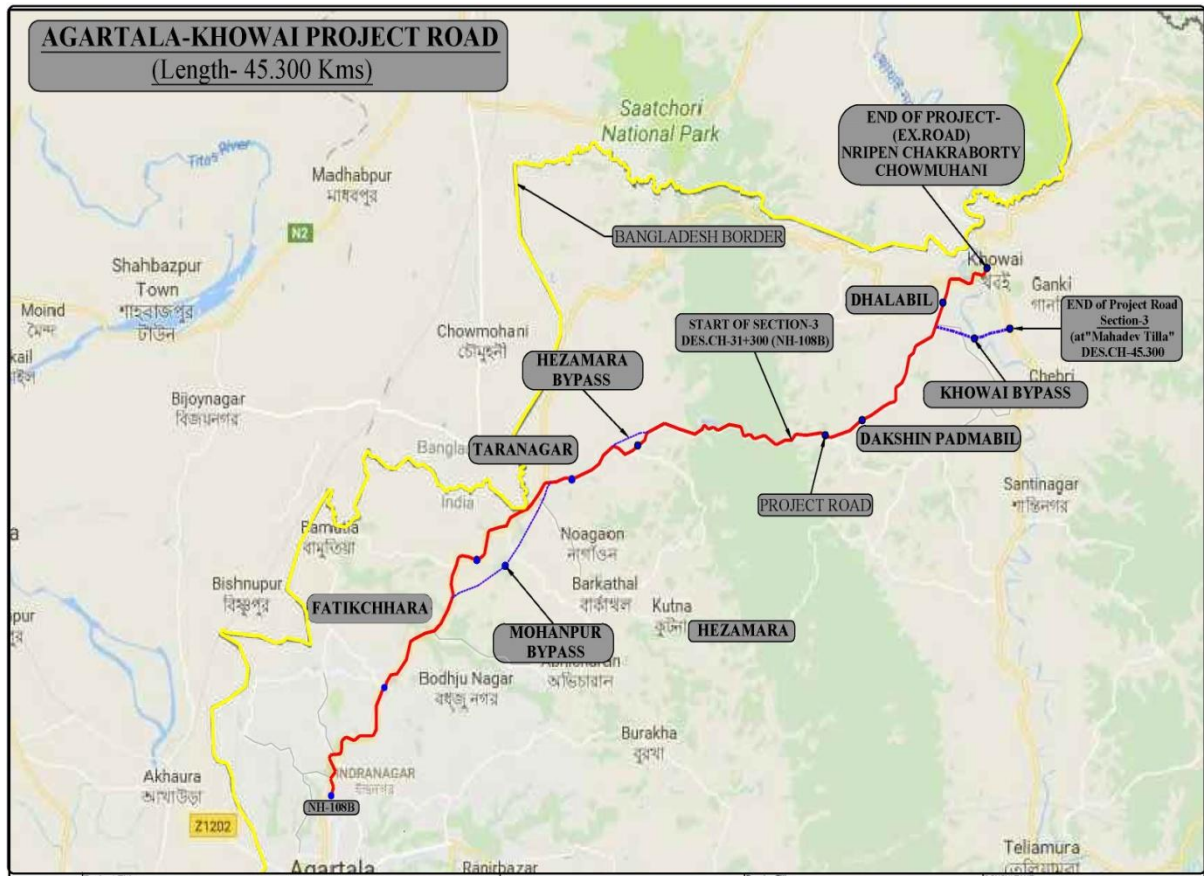 AGARTALA-KHOWAI PROJECT ROAD
(Length- 45.300 Kms)
Saatchori
National Park
END OF PROJECT-
(EX.ROAD)
NRIPEN CHAKRABORTY
CHOWMUHANI
Titas River
Madhabpur
মাধবপুর
N2
BANGLADESH BORDER
Shahbazpur
Town
শাহবাজপুর
টাউন
Moind
মৈন্দ
Khowai
খবই
Ganki
DHALABIL
END of Project Road
Section-3
(at"Mahadev Tilla"
DES.CH-45.300
START OF SECTION-3
DES.CH-31+300 (NH-108B)
Chowmohani
চৌমুহনী
HEZAMARA
BYPASS
Chebri
KHOWAI BYPASS
Bijoynagar
বিজয়নগর
TARANAGAR
DAKSHIN PADMABIL
India
PROJECT ROAD
Santinagar
শান্তিনগর
Bamutia
বামুতিয়া
Noagaon
নাগাঁওন
Bishnupur
বিষ্ণুপুর
Barkathal
FATIKCHHARA
Kutna
কুটনা
HEZAMARA
MOHANPUR
BYPASS
Abhicharan
অভিচারান
Bodhju Nagar
বধূজু নগর
Burakha
বুরখা
INDRANAGAR
Akhaura
আখাউড়া
NH-108B
Z1202
Agartala
Ranirbazar
Teliamura
তেলিয়ামুরা